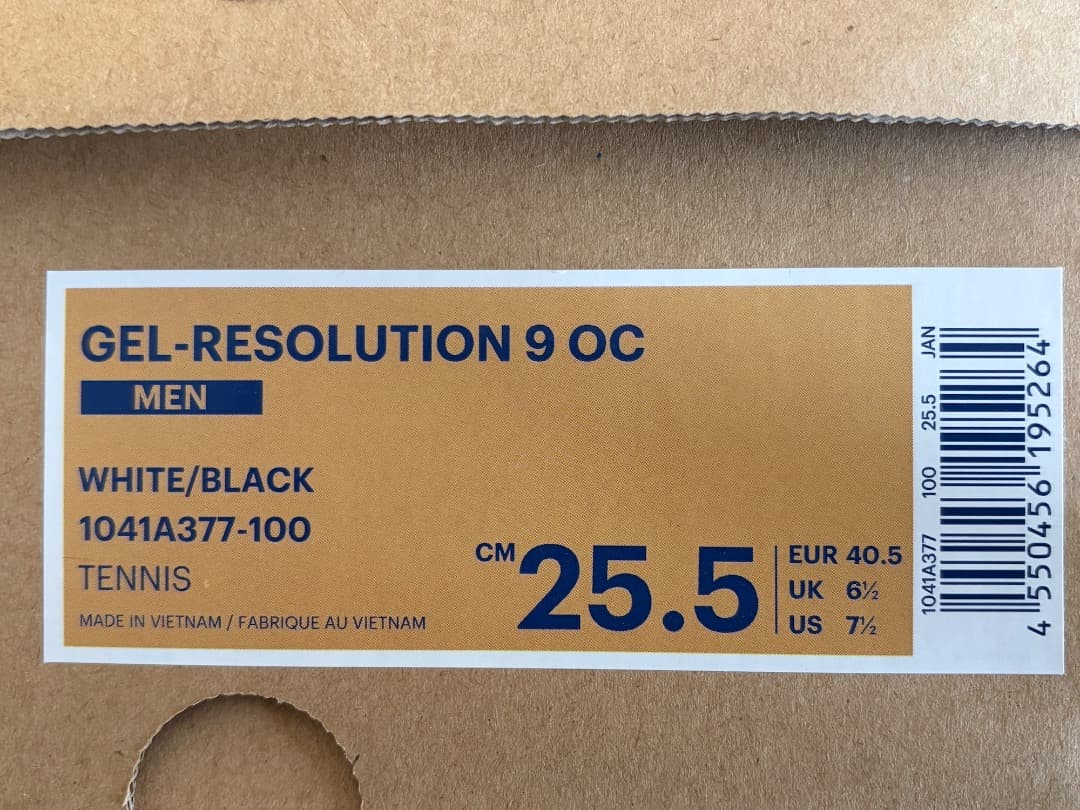 GEL-RESOLUTION 9 OC
MEN
WHITE/BLACK
1041A377-100
TENNIS
MADE IN VIETNAM / FABRIQUE AU VIETNAM
CM 25.5
EUR 40.5
UK 6½
US 7½
1041A377 100 25.5 JAN
4 550456 195264